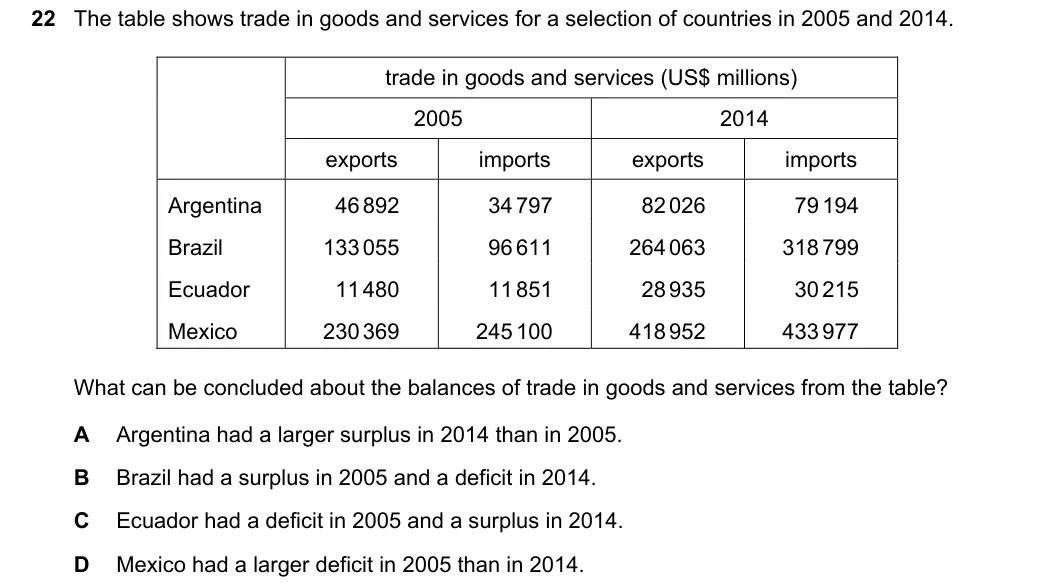 22 The table shows trade in goods and services for a selection of countries in 2005 and 2014.
trade in goods and services (US$ millions)
2005 2014
exports imports exports imports
Argentina 46 892 34 797 82 026 79 194
Brazil 133 055 96 611 264 063 318 799
Ecuador 11 480 11 851 28 935 30 215
Mexico 230 369 245 100 418 952 433 977
What can be concluded about the balances of trade in goods and services from the table?
A Argentina had a larger surplus in 2014 than in 2005.
B Brazil had a surplus in 2005 and a deficit in 2014.
C Ecuador had a deficit in 2005 and a surplus in 2014.
D Mexico had a larger deficit in 2005 than in 2014.